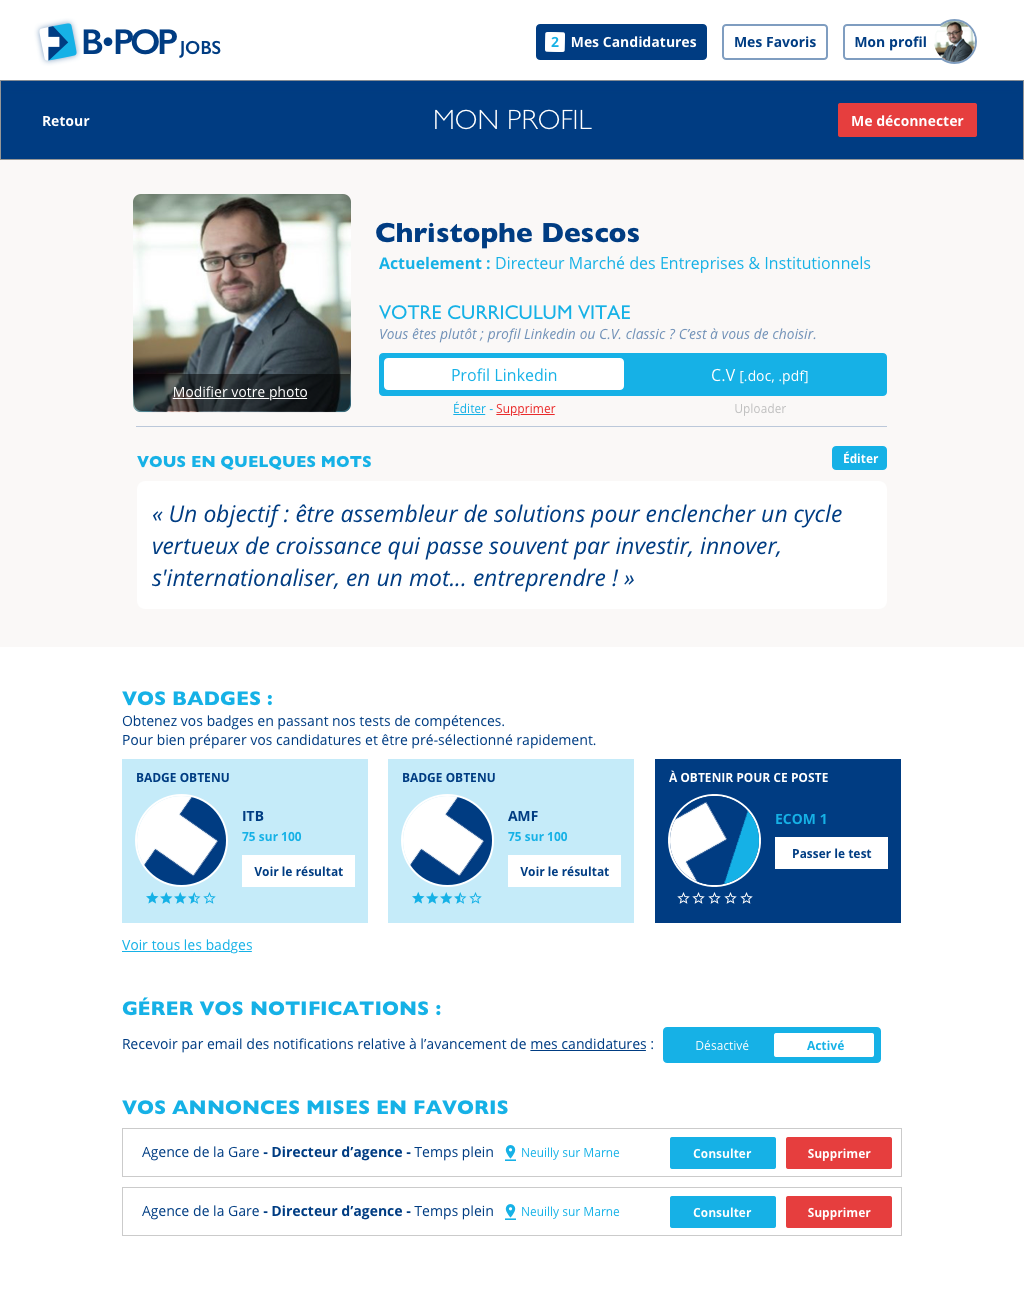 B•POP JOBS
2 Mes Candidatures
Mes Favoris
Mon profil
Retour
MON PROFIL
Me déconnecter
Christophe Descos
Actuelement : Directeur Marché des Entreprises & Institutionnels
VOTRE CURRICULUM VITAE
Vous êtes plutôt ; profil Linkedin ou C.V. classic ? C'est à vous de choisir.
Profil Linkedin
C.V [.doc, .pdf]
Modifier votre photo
Éditer - Supprimer
Uploader
VOUS EN QUELQUES MOTS
Éditer
« Un objectif : être assembleur de solutions pour enclencher un cycle
vertueux de croissance qui passe souvent par investir, innover,
s'internationaliser, en un mot... entreprendre ! »
VOS BADGES :
Obtenez vos badges en passant nos tests de compétences.
Pour bien préparer vos candidatures et être pré-sélectionné rapidement.
BADGE OBTENU
ITB
75 sur 100
Voir le résultat
BADGE OBTENU
AMF
75 sur 100
Voir le résultat
À OBTENIR POUR CE POSTE
ECOM 1
Passer le test
Voir tous les badges
GÉRER VOS NOTIFICATIONS :
Recevoir par email des notifications relative à l'avancement de mes candidatures :
Désactivé
Activé
VOS ANNONCES MISES EN FAVORIS
Agence de la Gare - Directeur d'agence - Temps plein Neuilly sur Marne
Consulter
Supprimer
Agence de la Gare - Directeur d'agence - Temps plein Neuilly sur Marne
Consulter
Supprimer